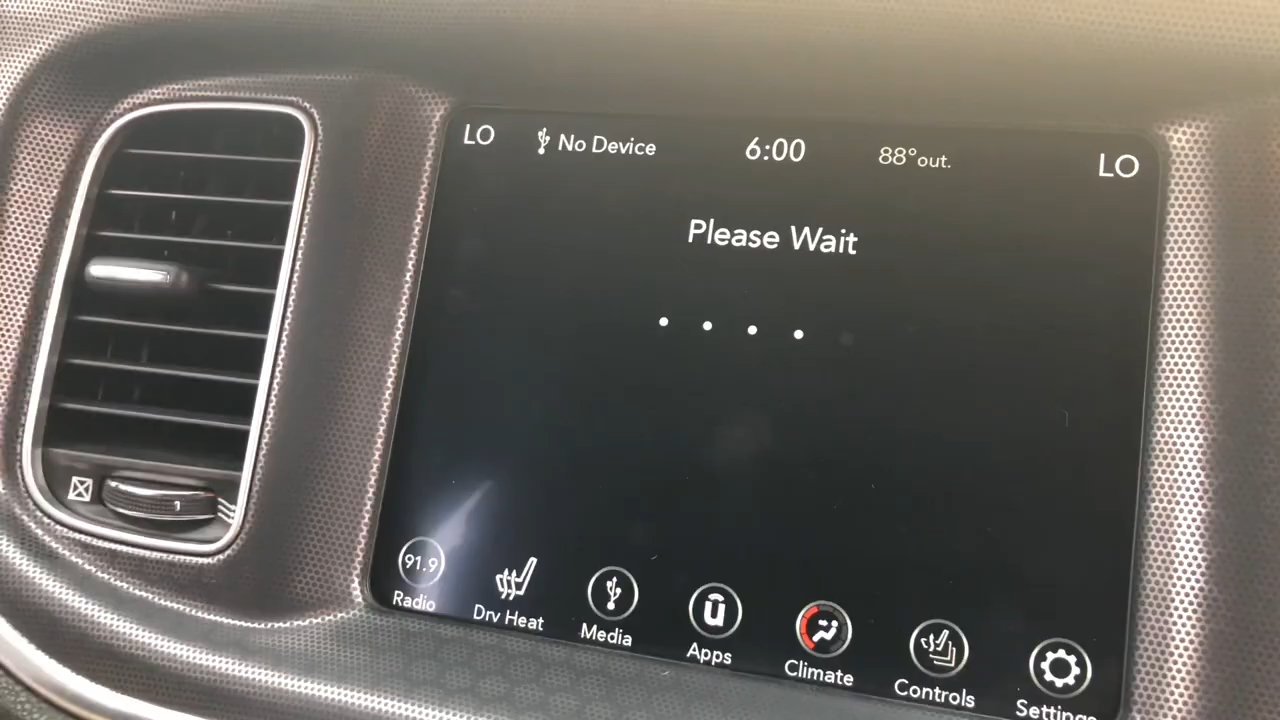 LO No Device 6:00 88°out. LO
Please Wait
91.9
Radio Drv Heat Media Apps Climate Controls Settings